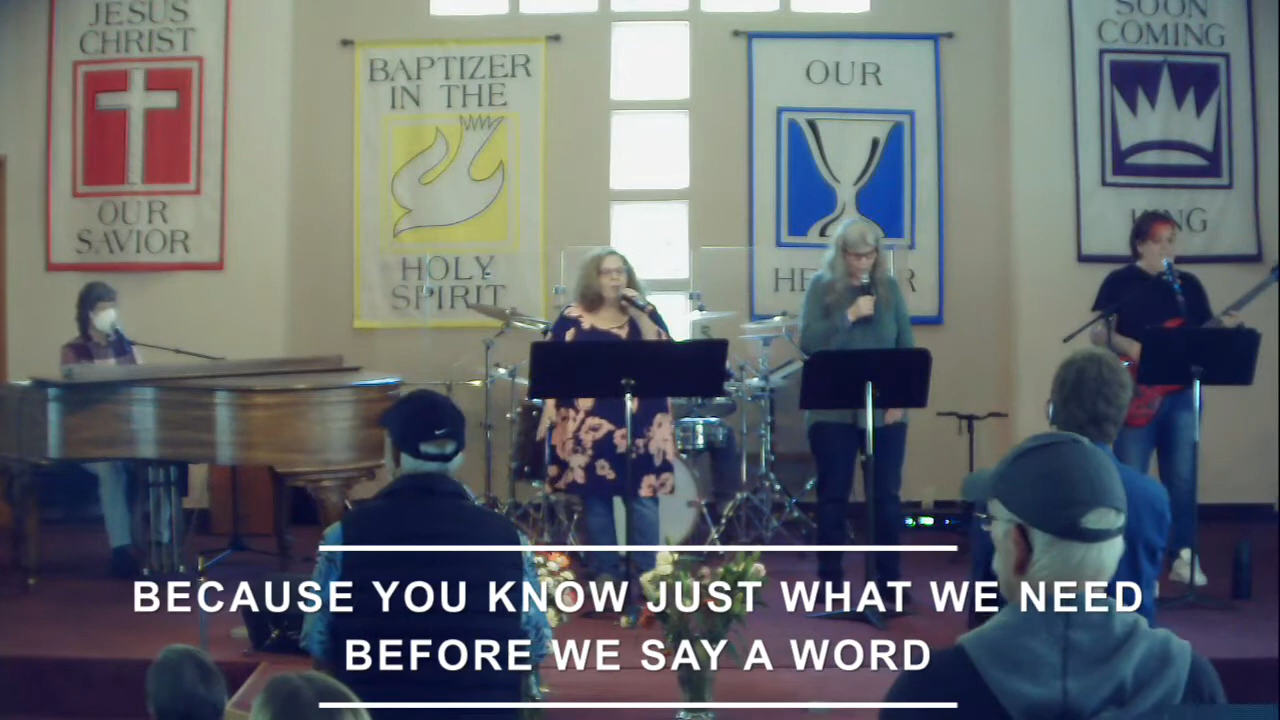 JESUS
CHRIST
OUR
SAVIOR
BAPTIZER
IN THE
HOLY
SPIRIT
OUR
SOON
COMING
KING
BECAUSE YOU KNOW JUST WHAT WE NEED
BEFORE WE SAY A WORD